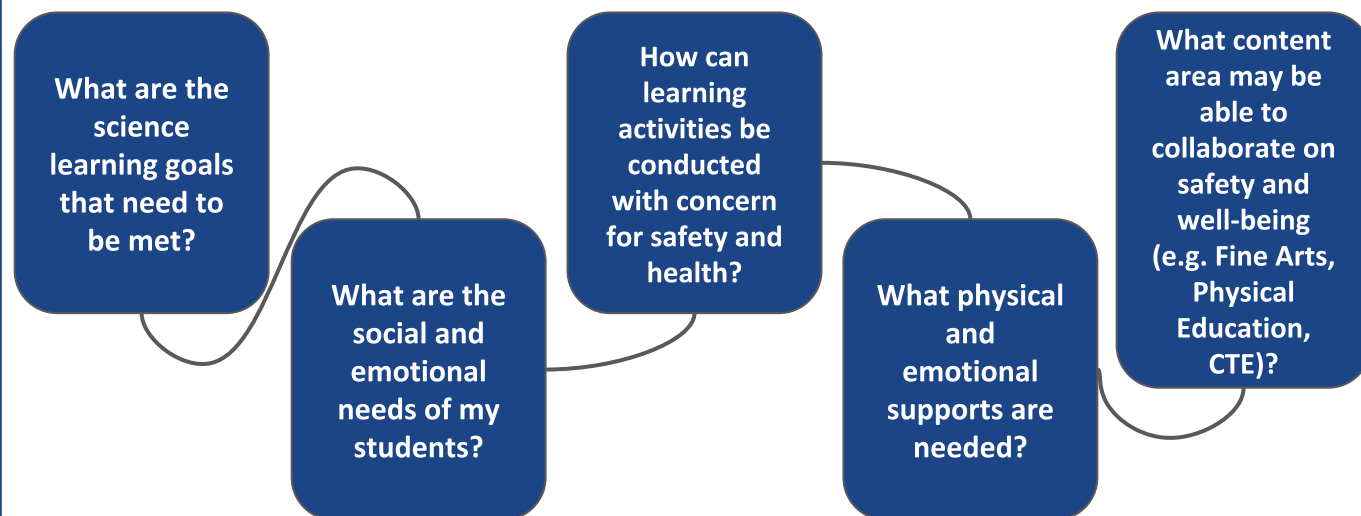 What are the
science
learning goals
that need to
be met?
What are the
social and
emotional
needs of my
students?
How can
learning
activities be
conducted
with concern
for safety and
health?
What physical
and
emotional
supports are
needed?
What content
area may be
able to
collaborate on
safety and
well-being
(e.g. Fine Arts,
Physical
Education,
CTE)?